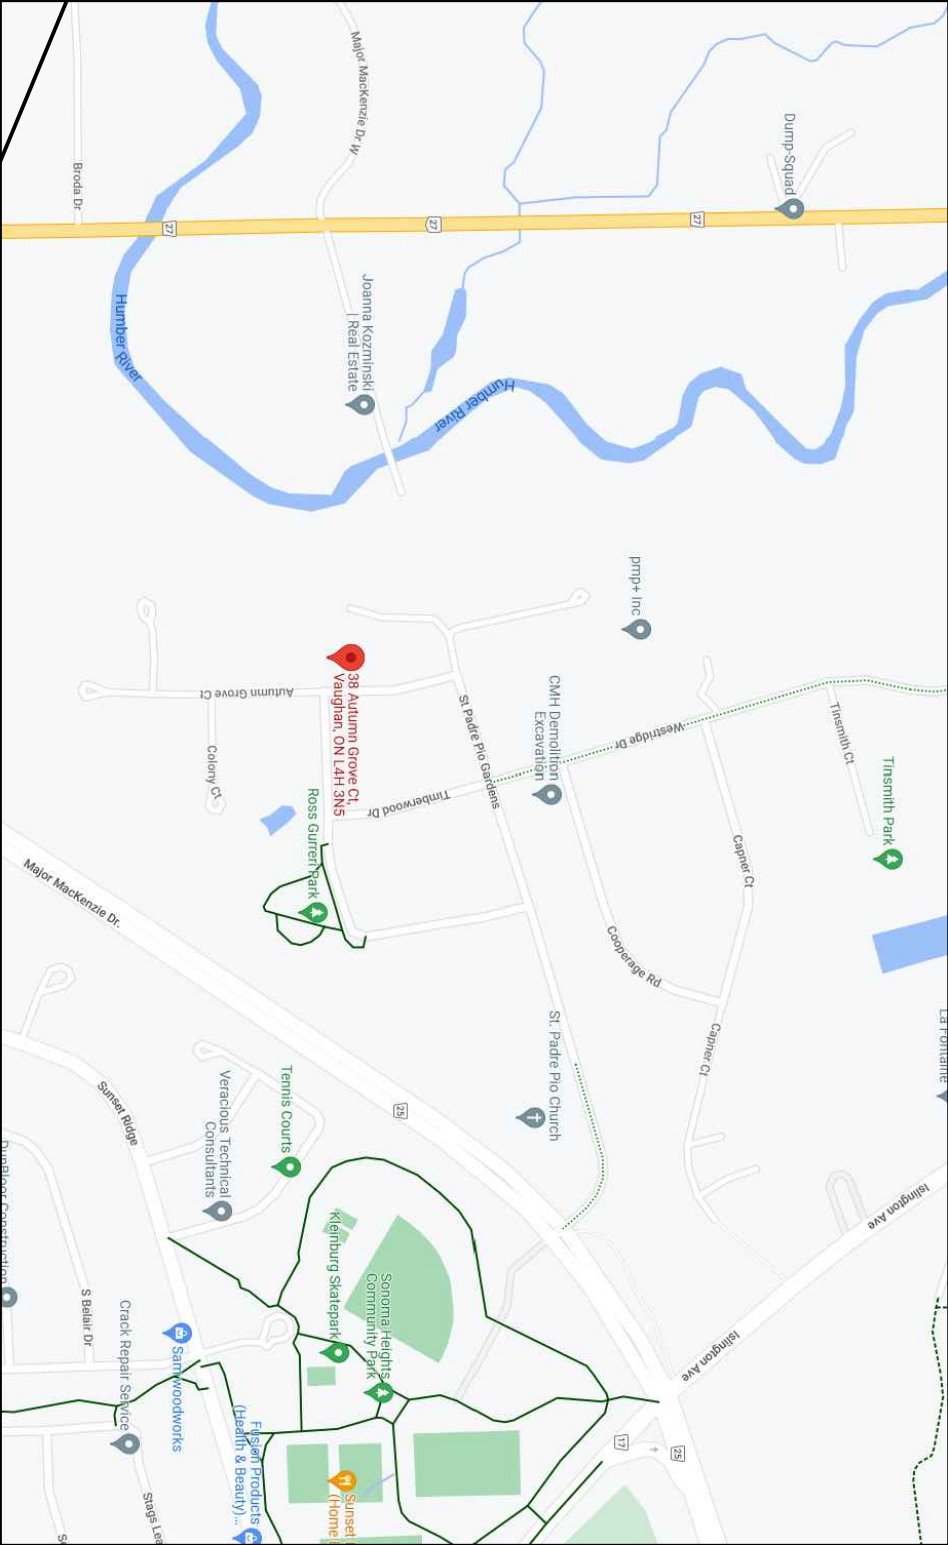 Major MacKenzie Dr W
Dump-Squad
Broda Dr
27
27
27
Humber River
Joanna Kozminski
| Real Estate
Humber River
pmp+ Inc
38 Autumn Grove Ct,
Vaughan, ON L4H 3N5
Autumn Grove Ct
Colony Ct
St Padre Pio Gardens
CMH Demolition
Excavation
Westridge Dr
Tinsmith Ct
Tinsmith Park
Timberwood Dr
Ross Gurreri Park
Capner Ct
Cooperage Rd
Major MacKenzie Dr.
La Fontaine
St. Padre Pio Church
Capner Ct
25
Sunset Ridge
Veracious Technical
Consultants
Tennis Courts
Islington Ave
Kleinburg Skatepark
Sonoma Heights
Community Park
Islington Ave
DunBloor Construction
S Belair Dr
Crack Repair Service
Samwoodworks
Fusion Products
(Health & Beauty)...
17
25
Sunset
(Home
Stags Lea